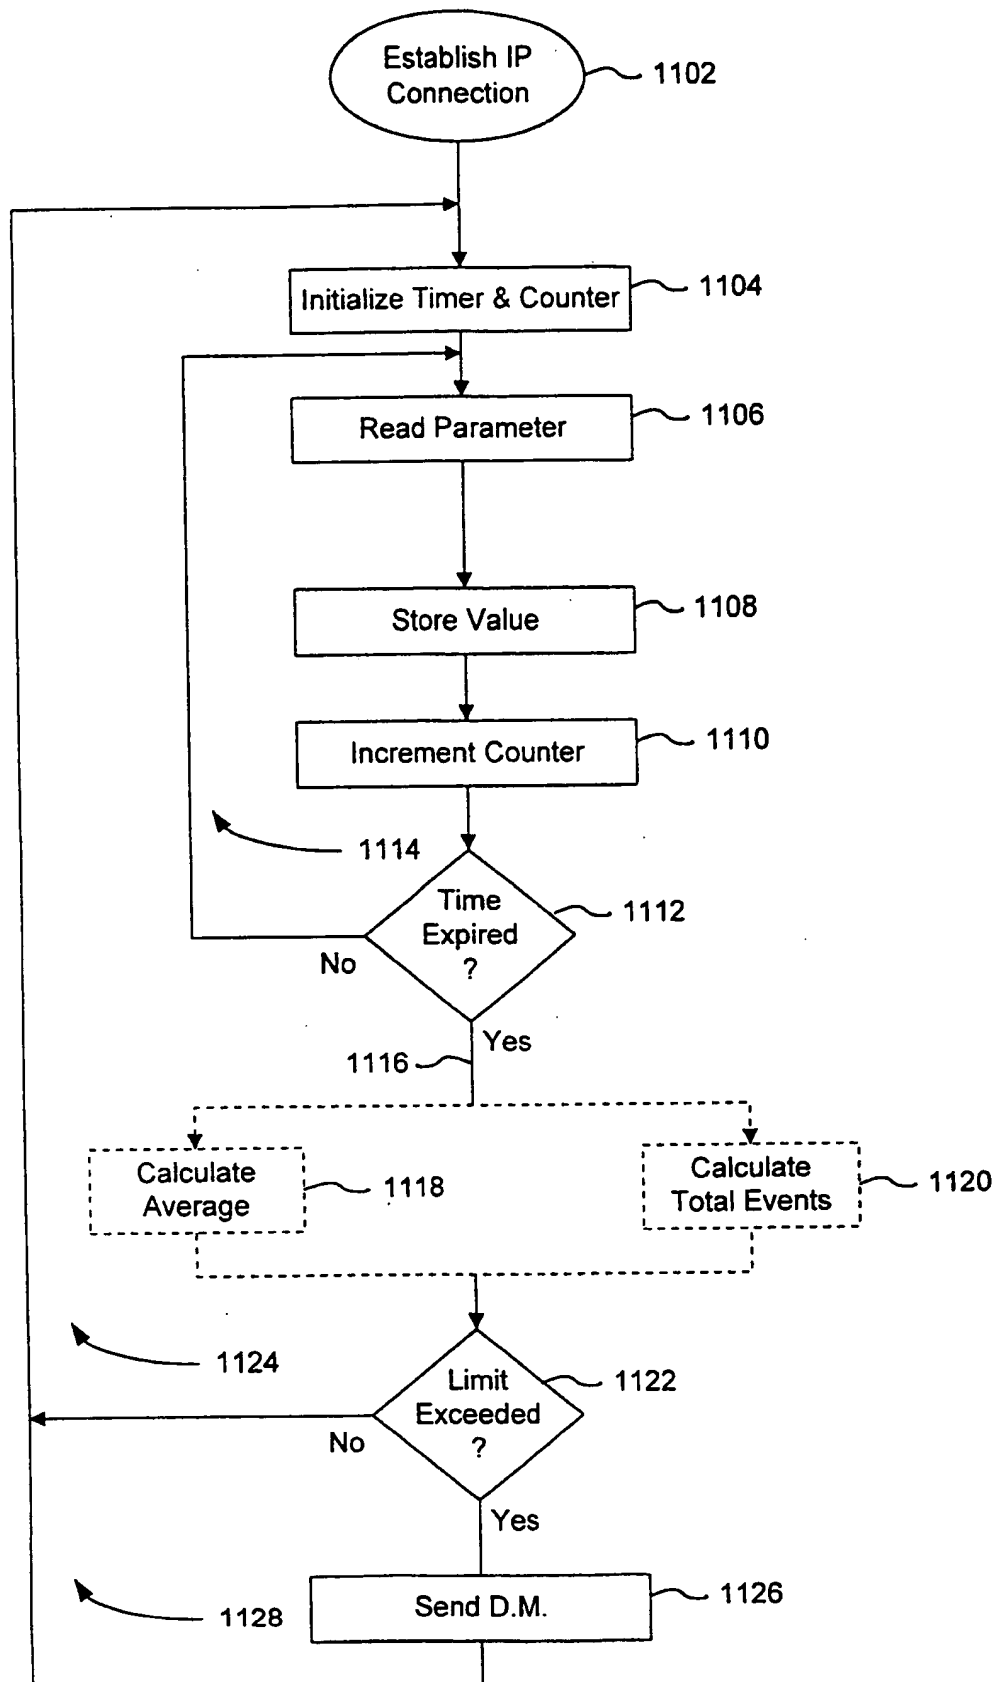 Establish IP
Connection
1102
Initialize Timer & Counter
1104
Read Parameter
1106
Store Value
1108
Increment Counter
1110
1114
Time
Expired
?
1112
No
Yes
1116
Calculate
Average
1118
Calculate
Total Events
1120
1124
Limit
Exceeded
?
1122
No
Yes
Send D.M.
1126
1128